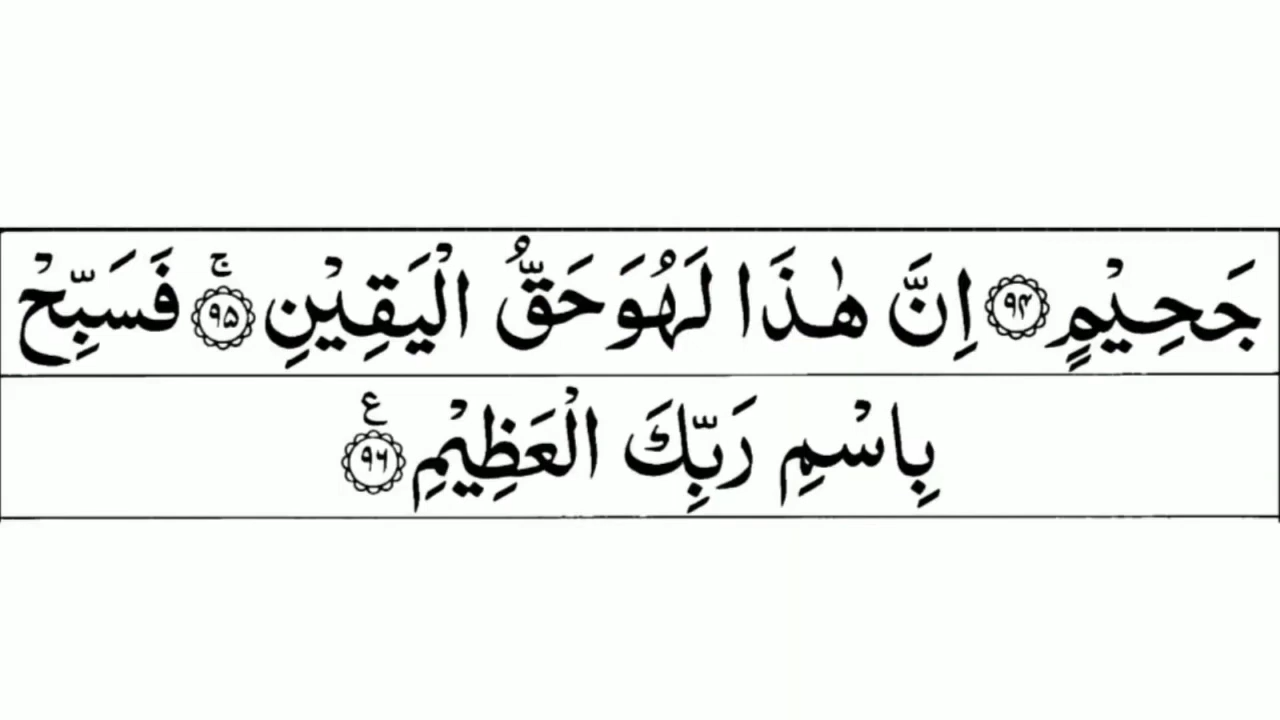 جَحِيْمٍ ۝۹۴ اِنَّ هٰذَا لَهُوَ حَقُّ الْيَقِيْنِ ۝۹۵ۚ فَسَبِّحْ
بِاسْمِ رَبِّكَ الْعَظِيْمِ ۝۹۶ ع